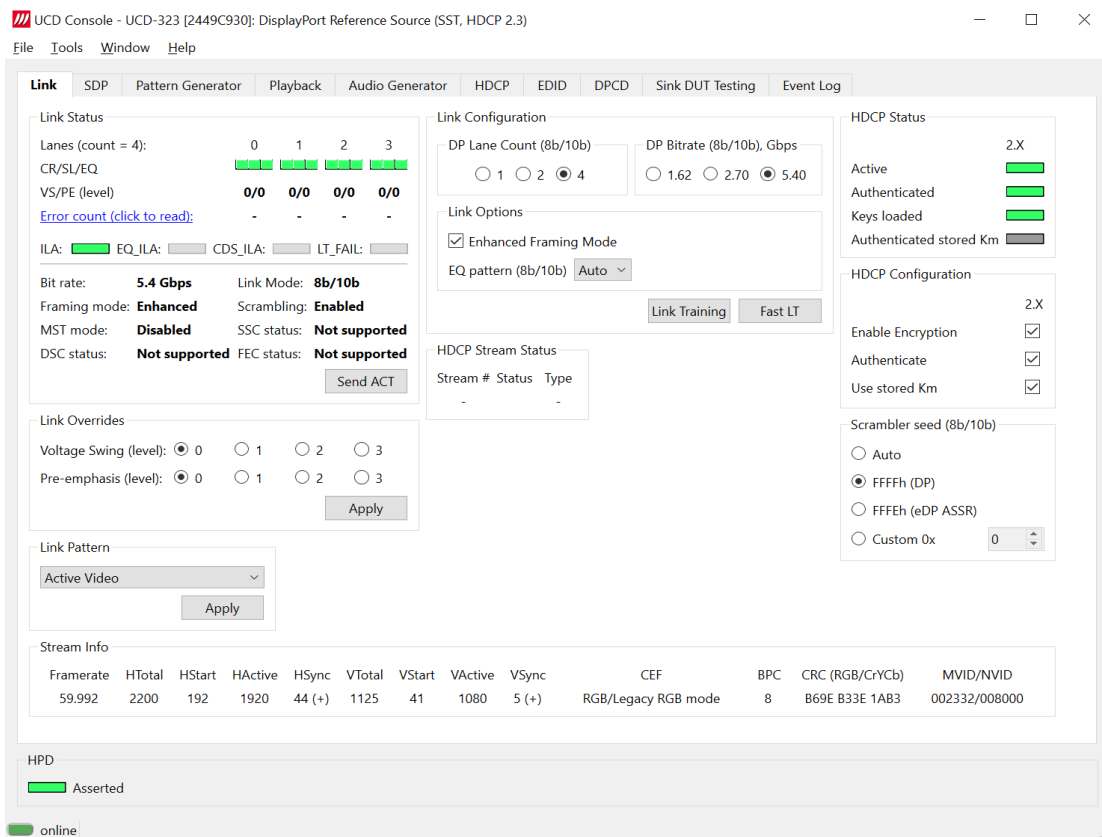 UCD Console - UCD-323 [2449C930]: DisplayPort Reference Source (SST, HDCP 2.3)
File Tools Window Help
Link SDP Pattern Generator Playback Audio Generator HDCP EDID DPCD Sink DUT Testing Event Log
Link Status
Lanes (count = 4): 0 1 2 3
CR/SL/EQ
VS/PE (level) 0/0 0/0 0/0 0/0
Error count (click to read): - - - -
ILA: EQ_ILA: CDS_ILA: LT_FAIL:
Bit rate: 5.4 Gbps Link Mode: 8b/10b
Framing mode: Enhanced Scrambling: Enabled
MST mode: Disabled SSC status: Not supported
DSC status: Not supported FEC status: Not supported
Send ACT
Link Overrides
Voltage Swing (level): 0 1 2 3
Pre-emphasis (level): 0 1 2 3
Apply
Link Pattern
Active Video
Apply
Link Configuration
DP Lane Count (8b/10b)
1 2 4
DP Bitrate (8b/10b), Gbps
1.62 2.70 5.40
Link Options
Enhanced Framing Mode
EQ pattern (8b/10b) Auto
Link Training Fast LT
HDCP Stream Status
Stream # Status Type
- -
HDCP Status
2.X
Active
Authenticated
Keys loaded
Authenticated stored Km
HDCP Configuration
2.X
Enable Encryption
Authenticate
Use stored Km
Scrambler seed (8b/10b)
Auto
FFFFh (DP)
FFFEh (eDP ASSR)
Custom 0x 0
Stream Info
Framerate HTotal HStart HActive HSync VTotal VStart VActive VSync CEF BPC CRC (RGB/CrYCb) MVID/NVID
59.992 2200 192 1920 44 (+) 1125 41 1080 5 (+) RGB/Legacy RGB mode 8 B69E B33E 1AB3 002332/008000
HPD
Asserted
online